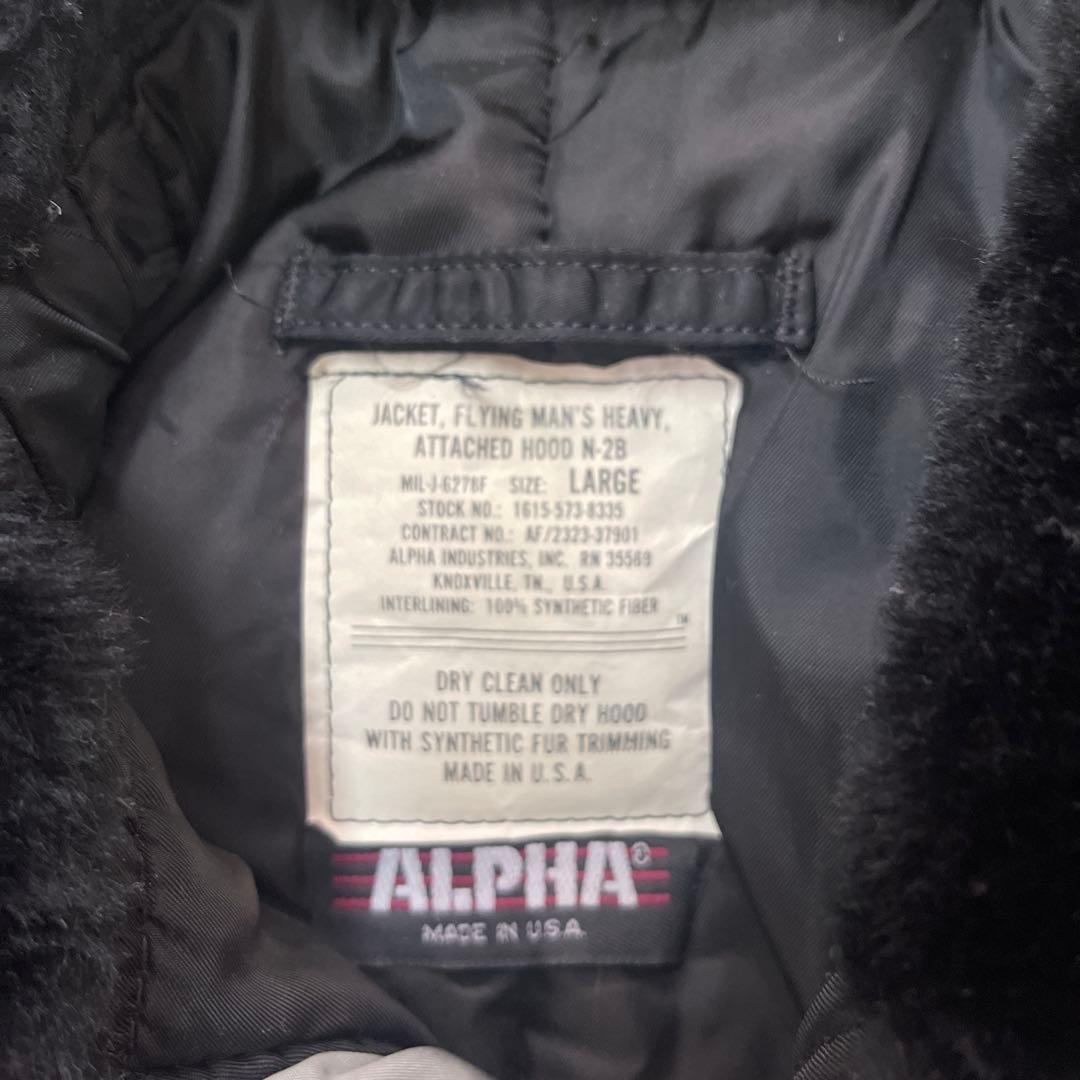 JACKET, FLYING MAN'S HEAVY,
ATTACHED HOOD N-2B
MIL-J-6278F SIZE: LARGE
STOCK NO.: 1615-573-8335
CONTRACT NO.: AF/2323-37901
ALPHA INDUSTRIES, INC. RN 35569
KNOXVILLE, TN., U.S.A.
INTERLINING: 100% SYNTHETIC FIBER
TM
DRY CLEAN ONLY
DO NOT TUMBLE DRY HOOD
WITH SYNTHETIC FUR TRIMMING
MADE IN U.S.A.
ALPHA®
MADE IN U.S.A.